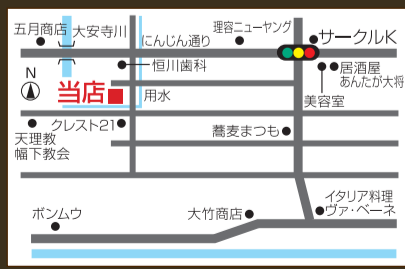 五月商店
大安寺川
にんじん通り
理容ニューヤング
サークルK
恒川歯科
居酒屋
あんたが大将
N
当店
用水
美容室
クレスト21
蕎麦まつも
天理教
幅下教会
イタリア料理
ヴァ・ベーネ
ボンムウ
大竹商店